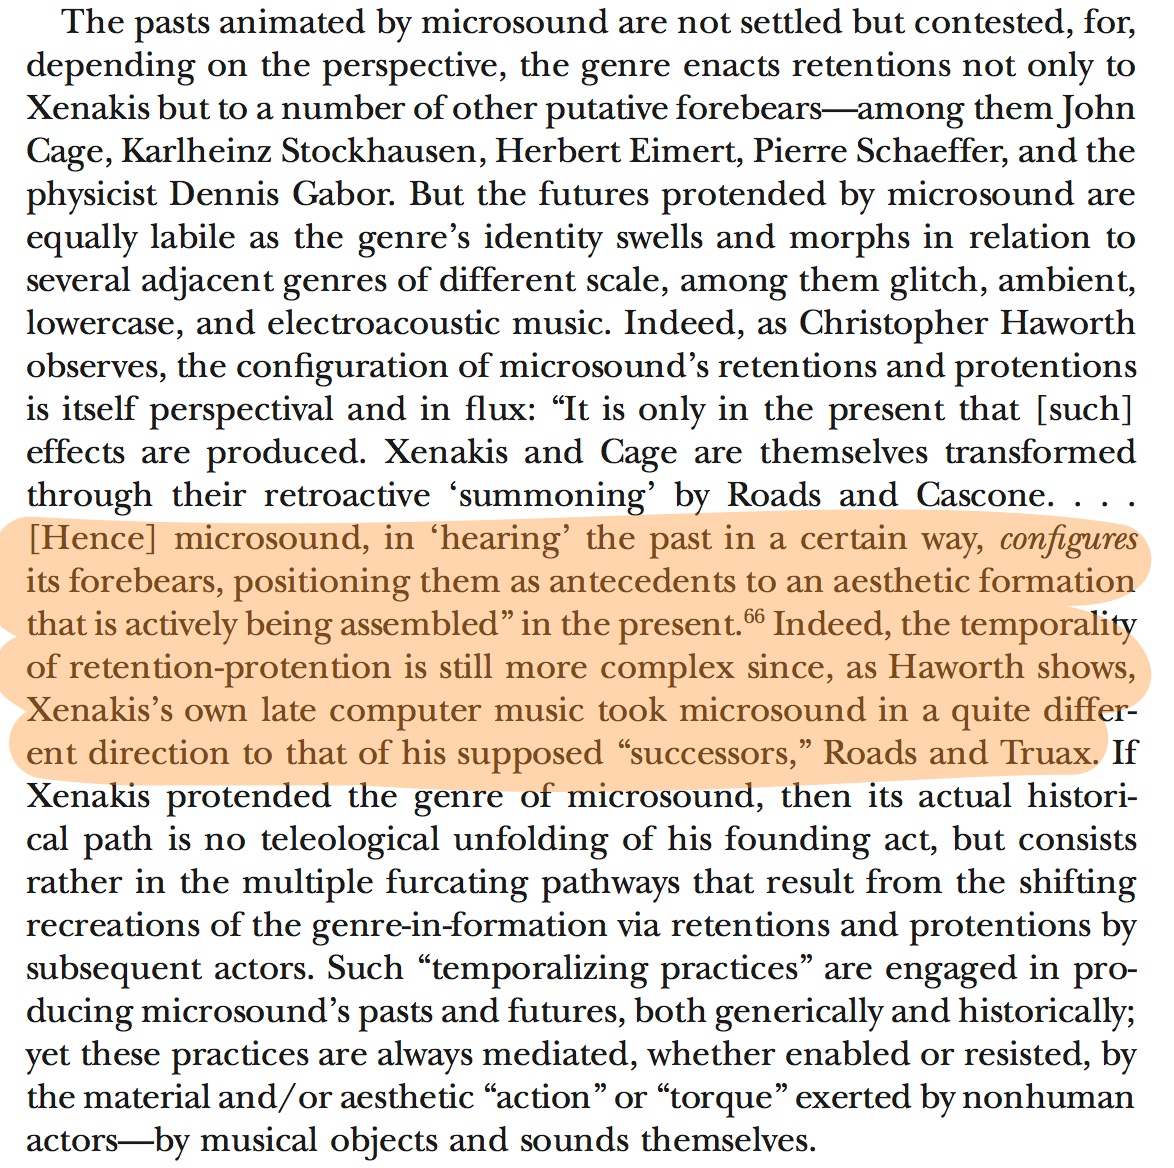 The pasts animated by microsound are not settled but contested, for,
depending on the perspective, the genre enacts retentions not only to
Xenakis but to a number of other putative forebears—among them John
Cage, Karlheinz Stockhausen, Herbert Eimert, Pierre Schaeffer, and the
physicist Dennis Gabor. But the futures protended by microsound are
equally labile as the genre’s identity swells and morphs in relation to
several adjacent genres of different scale, among them glitch, ambient,
lowercase, and electroacoustic music. Indeed, as Christopher Haworth
observes, the configuration of microsound’s retentions and protentions
is itself perspectival and in flux: “It is only in the present that [such]
effects are produced. Xenakis and Cage are themselves transformed
through their retroactive ‘summoning’ by Roads and Cascone. . . .
[Hence] microsound, in ‘hearing’ the past in a certain way, configures
its forebears, positioning them as antecedents to an aesthetic formation
that is actively being assembled” in the present.66 Indeed, the temporality
of retention-protention is still more complex since, as Haworth shows,
Xenakis’s own late computer music took microsound in a quite differ-
ent direction to that of his supposed “successors,” Roads and Truax. If
Xenakis protended the genre of microsound, then its actual histori-
cal path is no teleological unfolding of his founding act, but consists
rather in the multiple furcating pathways that result from the shifting
recreations of the genre-in-formation via retentions and protentions by
subsequent actors. Such “temporalizing practices” are engaged in pro-
ducing microsound’s pasts and futures, both generically and historically;
yet these practices are always mediated, whether enabled or resisted, by
the material and/or aesthetic “action” or “torque” exerted by nonhuman
actors—by musical objects and sounds themselves.